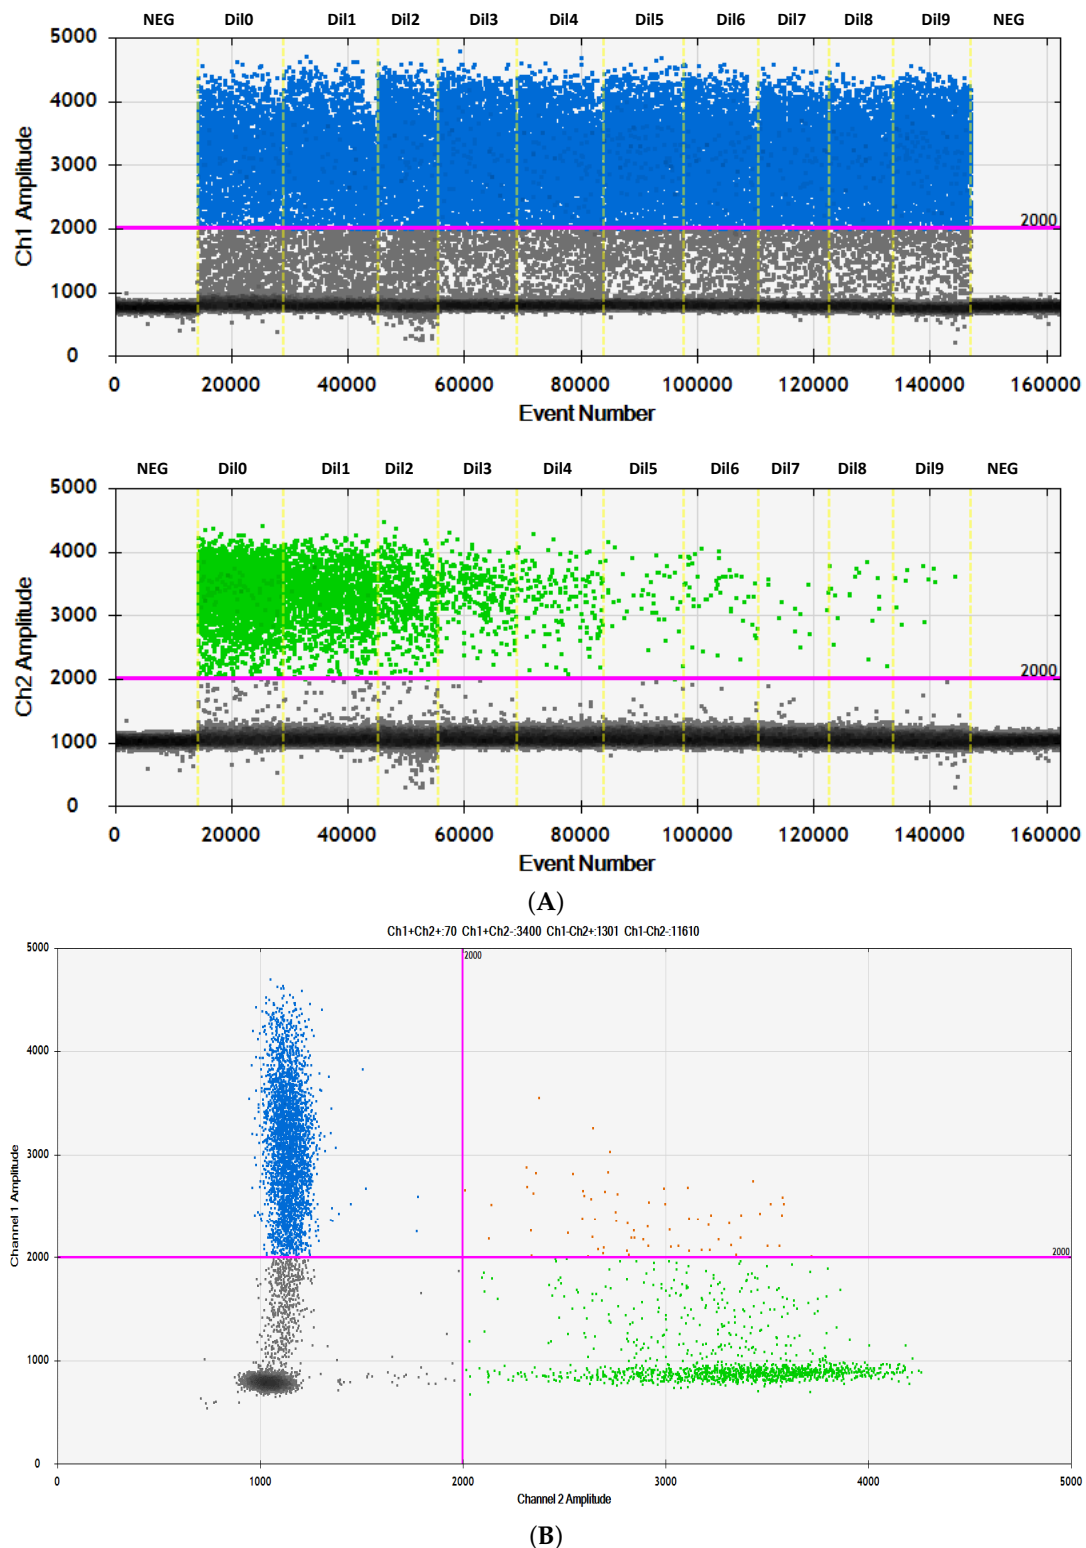 NEG Dil0 Dil1 Dil2 Dil3 Dil4 Dil5 Dil6 Dil7 Dil8 Dil9 NEG
5000
4000
3000
2000
1000
0
Ch1 Amplitude
2000
0 20000 40000 60000 80000 100000 120000 140000 160000
Event Number
NEG Dil0 Dil1 Dil2 Dil3 Dil4 Dil5 Dil6 Dil7 Dil8 Dil9 NEG
5000
4000
3000
2000
1000
0
Ch2 Amplitude
2000
0 20000 40000 60000 80000 100000 120000 140000 160000
Event Number
(A)
Ch1+Ch2+:70 Ch1+Ch2-:3400 Ch1-Ch2+:1301 Ch1-Ch2-:11610
5000
4000
3000
2000
1000
0
Channel 1 Amplitude
2000
2000
0 1000 2000 3000 4000 5000
Channel 2 Amplitude
(B)